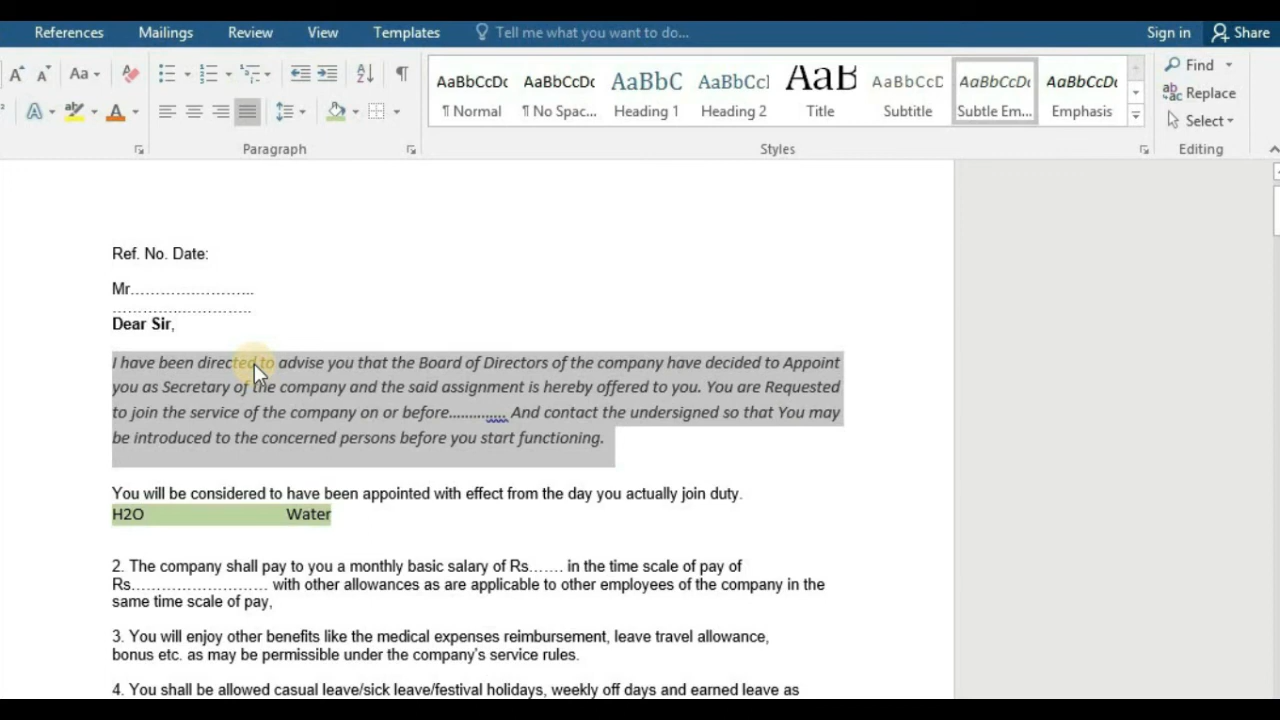 References Mailings Review View Templates Tell me what you want to do... Sign in Share
Aa
A A
AaBbCcDc AaBbCcDc AaBbC AaBbCcI AaB AaBbCcD AaBbCcDc AaBbCcDc
¶ Normal ¶ No Spac... Heading 1 Heading 2 Title Subtitle Subtle Em... Emphasis
Find
Replace
Select
Paragraph Styles Editing
Ref. No. Date:
Mr……………………..
…………………….
Dear Sir,
I have been directed to advise you that the Board of Directors of the company have decided to Appoint
you as Secretary of the company and the said assignment is hereby offered to you. You are Requested
to join the service of the company on or before.…......… And contact the undersigned so that You may
be introduced to the concerned persons before you start functioning.
You will be considered to have been appointed with effect from the day you actually join duty.
H2O Water
2. The company shall pay to you a monthly basic salary of Rs……. in the time scale of pay of
Rs……………………… with other allowances as are applicable to other employees of the company in the
same time scale of pay,
3. You will enjoy other benefits like the medical expenses reimbursement, leave travel allowance,
bonus etc. as may be permissible under the company's service rules.
4. You shall be allowed casual leave/sick leave/festival holidays, weekly off days and earned leave as